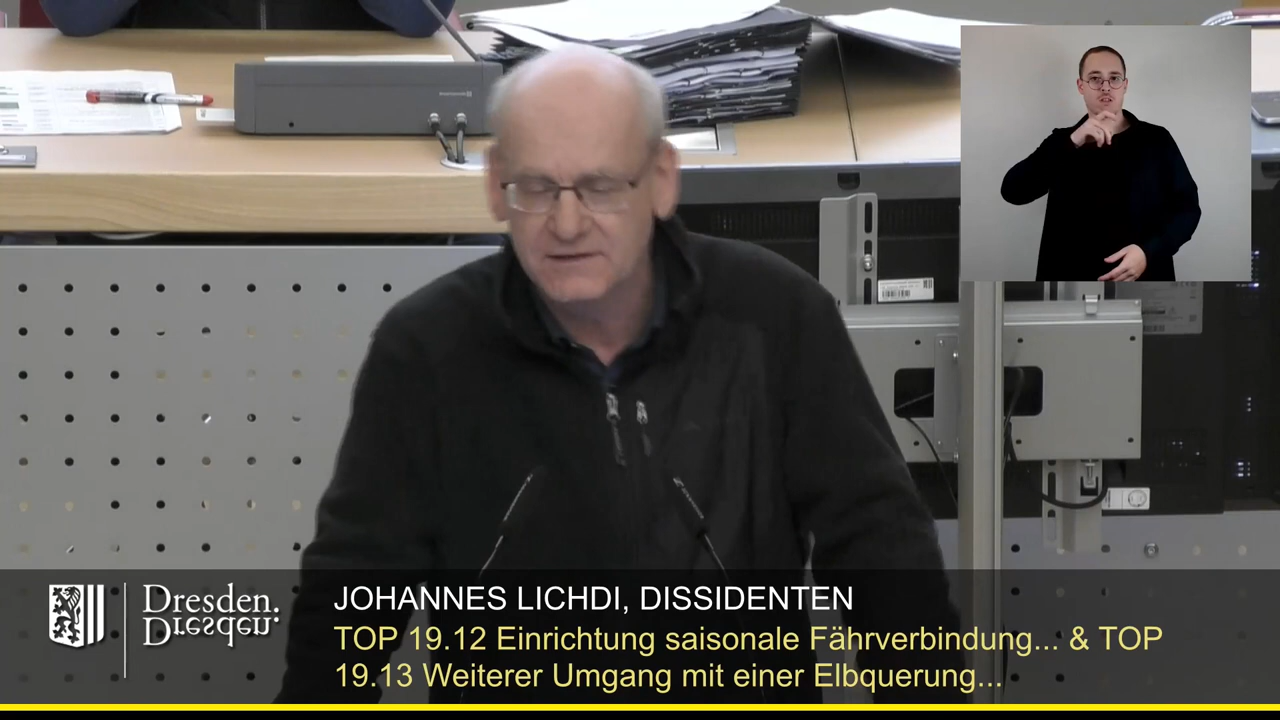 Dresden.
Dresden.
JOHANNES LICHDI, DISSIDENTEN
TOP 19.12 Einrichtung saisonale Fährverbindung... & TOP
19.13 Weiterer Umgang mit einer Elbquerung...